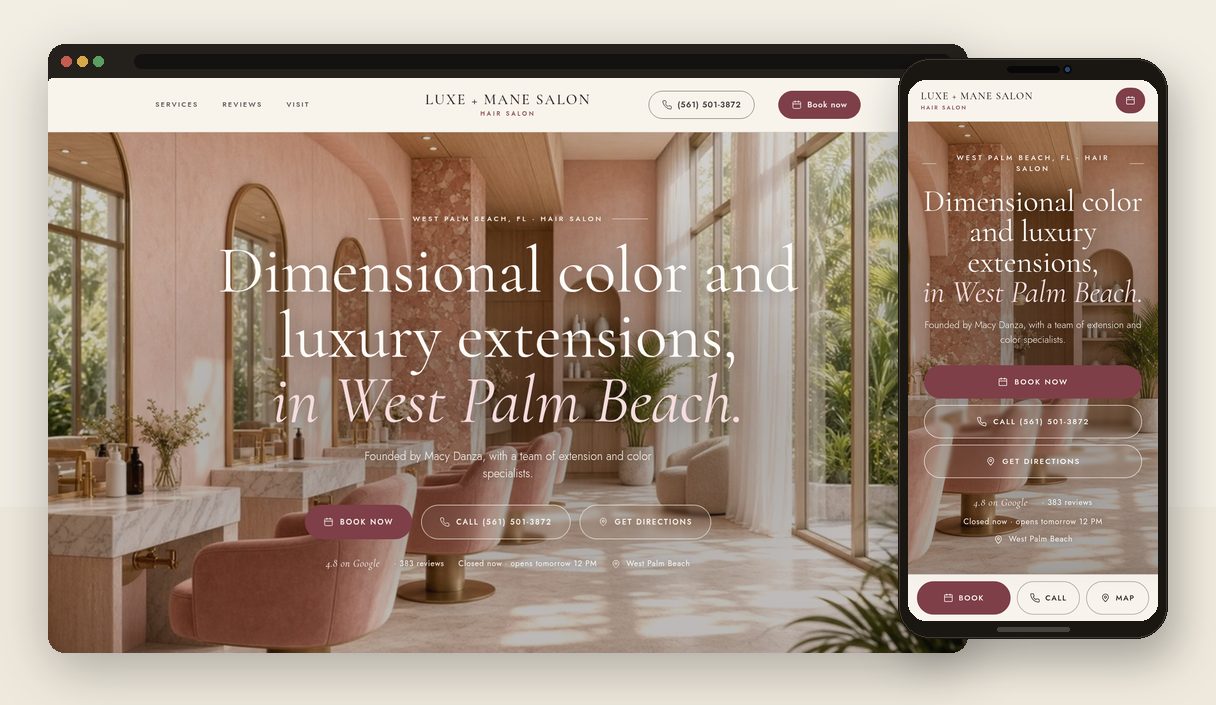 SERVICES REVIEWS VISIT
LUXE + MANE SALON
HAIR SALON
(561) 501-3872
Book now
WEST PALM BEACH, FL · HAIR SALON
Dimensional color and
luxury extensions,
in West Palm Beach.
Founded by Macy Danza, with a team of extension and color
specialists.
BOOK NOW
CALL (561) 501-3872
GET DIRECTIONS
4.8 on Google · 383 reviews Closed now · opens tomorrow 12 PM West Palm Beach
LUXE + MANE SALON
HAIR SALON
WEST PALM BEACH, FL · HAIR
SALON
Dimensional color
and luxury
extensions,
in West Palm Beach.
Founded by Macy Danza, with a team of extension and
color specialists.
BOOK NOW
CALL (561) 501-3872
GET DIRECTIONS
4.8 on Google · 383 reviews
Closed now · opens tomorrow 12 PM
West Palm Beach
BOOK
CALL
MAP